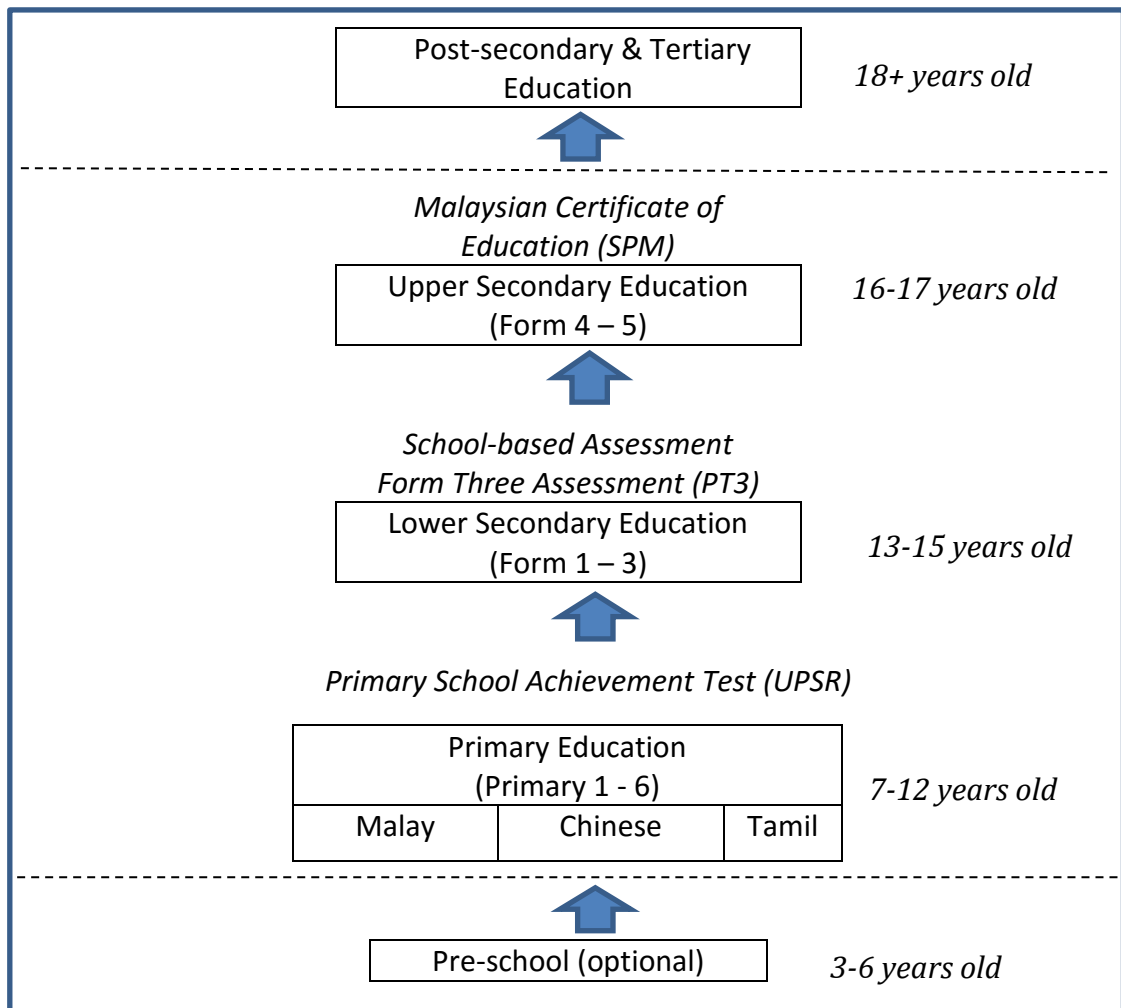 Post-secondary & Tertiary
Education
18+ years old
Malaysian Certificate of
Education (SPM)
Upper Secondary Education
(Form 4 – 5)
16-17 years old
School-based Assessment
Form Three Assessment (PT3)
Lower Secondary Education
(Form 1 – 3)
13-15 years old
Primary School Achievement Test (UPSR)
Primary Education
(Primary 1 - 6)
7-12 years old
Malay Chinese Tamil
Pre-school (optional)
3-6 years old